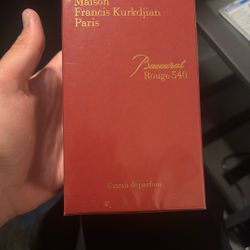 Maison
Francis Kurkdjian
Paris
Baccarat
Rouge 540
Extrait de parfum